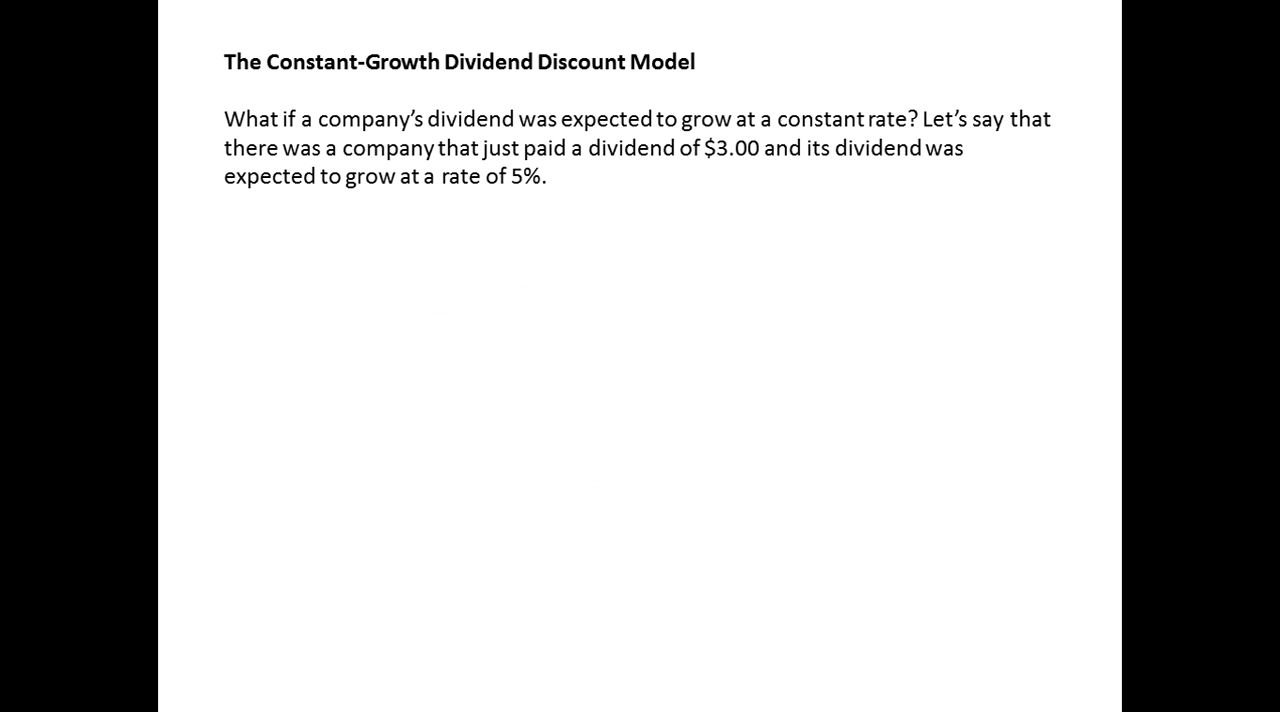 The Constant-Growth Dividend Discount Model
What if a company’s dividend was expected to grow at a constant rate? Let’s say that
there was a company that just paid a dividend of $3.00 and its dividend was
expected to grow at a rate of 5%.